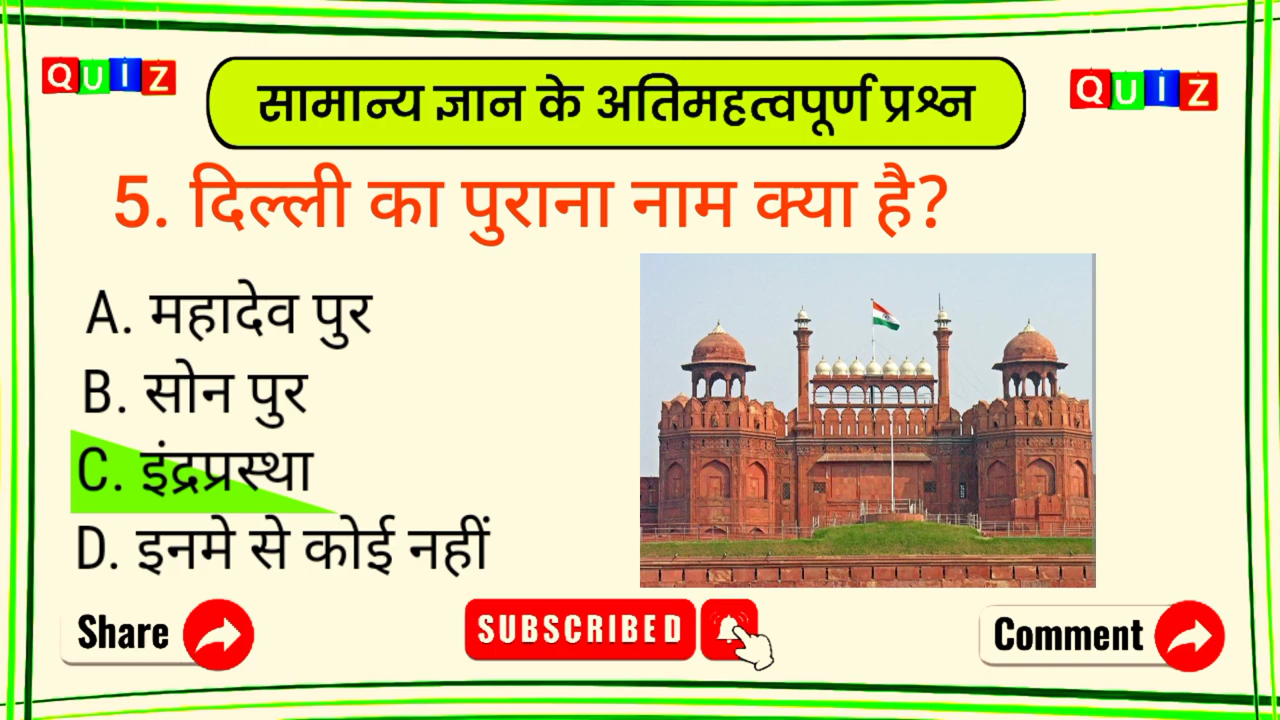 QUIZ
सामान्य ज्ञान के अतिमहत्वपूर्ण प्रश्न
QUIZ
5. दिल्ली का पुराना नाम क्या है?
A. महादेव पुर
B. सोन पुर
C. इंद्रप्रस्था
D. इनमे से कोई नहीं
Share
SUBSCRIBED
Comment